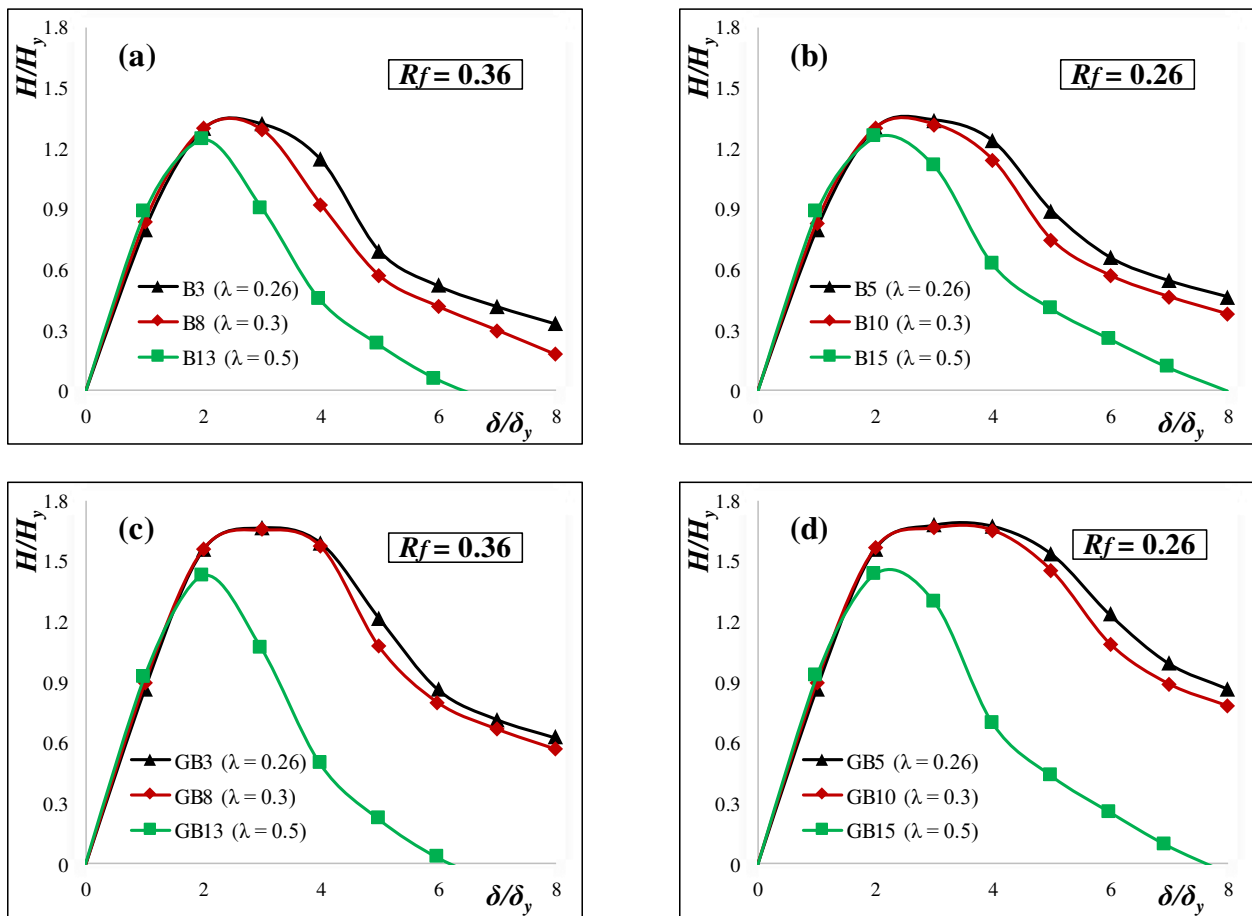 (a)
Rf = 0.36
H/Hy
1.8
1.5
1.2
0.9
0.6
0.3
0
B3 (λ = 0.26)
B8 (λ = 0.3)
B13 (λ = 0.5)
0 2 4 6 8
δ/δy
(b)
Rf = 0.26
H/Hy
1.8
1.5
1.2
0.9
0.6
0.3
0
B5 (λ = 0.26)
B10 (λ = 0.3)
B15 (λ = 0.5)
0 2 4 6 8
δ/δy
(c)
Rf = 0.36
H/Hy
1.8
1.5
1.2
0.9
0.6
0.3
0
GB3 (λ = 0.26)
GB8 (λ = 0.3)
GB13 (λ = 0.5)
0 2 4 6 8
δ/δy
(d)
Rf = 0.26
H/Hy
1.8
1.5
1.2
0.9
0.6
0.3
0
GB5 (λ = 0.26)
GB10 (λ = 0.3)
GB15 (λ = 0.5)
0 2 4 6 8
δ/δy